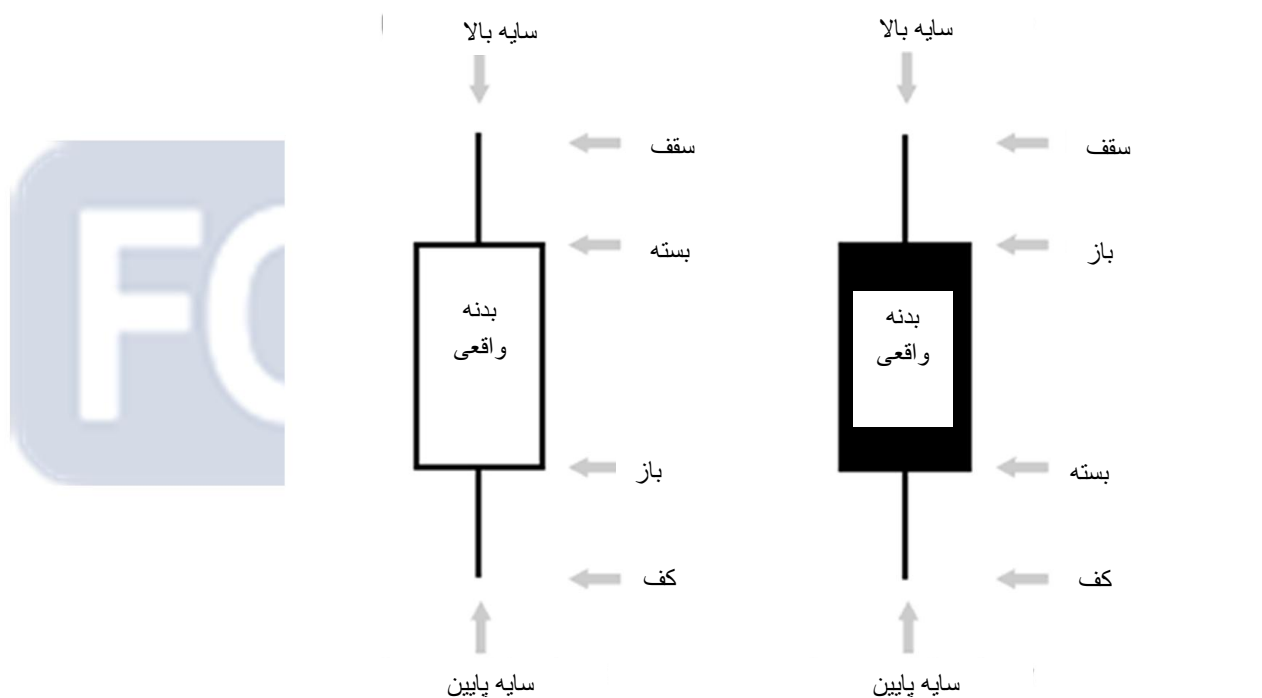 سایه بالا
سقف
بسته
بدنه
واقعی
باز
کف
سایه پایین
سایه بالا
سقف
باز
بدنه
واقعی
بسته
کف
سایه پایین